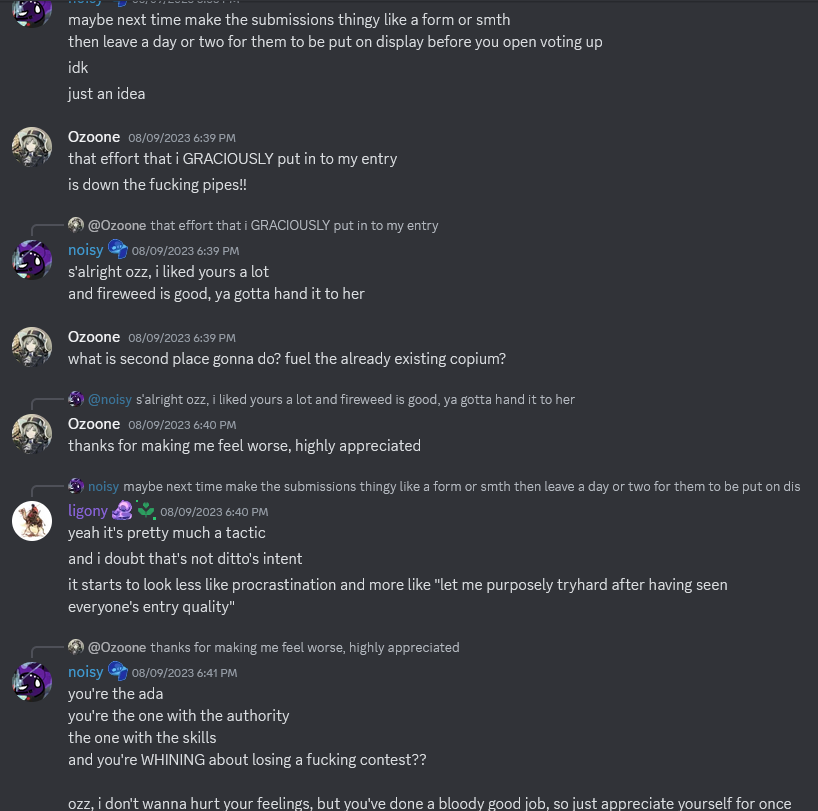 noisy
maybe next time make the submissions thingy like a form or smth
then leave a day or two for them to be put on display before you open voting up
idk
just an idea
Ozoone 08/09/2023 6:39 PM
that effort that i GRACIOUSLY put in to my entry
is down the fucking pipes!!
@Ozoone that effort that i GRACIOUSLY put in to my entry
noisy 08/09/2023 6:39 PM
s'alright ozz, i liked yours a lot
and fireweed is good, ya gotta hand it to her
Ozoone 08/09/2023 6:39 PM
what is second place gonna do? fuel the already existing copium?
@noisy s'alright ozz, i liked yours a lot and fireweed is good, ya gotta hand it to her
Ozoone 08/09/2023 6:40 PM
thanks for making me feel worse, highly appreciated
noisy maybe next time make the submissions thingy like a form or smth then leave a day or two for them to be put on dis
ligony 08/09/2023 6:40 PM
yeah it's pretty much a tactic
and i doubt that's not ditto's intent
it starts to look less like procrastination and more like "let me purposely tryhard after having seen
everyone's entry quality"
@Ozoone thanks for making me feel worse, highly appreciated
noisy 08/09/2023 6:41 PM
you're the ada
you're the one with the authority
the one with the skills
and you're WHINING about losing a fucking contest??
ozz, i don't wanna hurt your feelings, but you've done a bloody good job, so just appreciate yourself for once